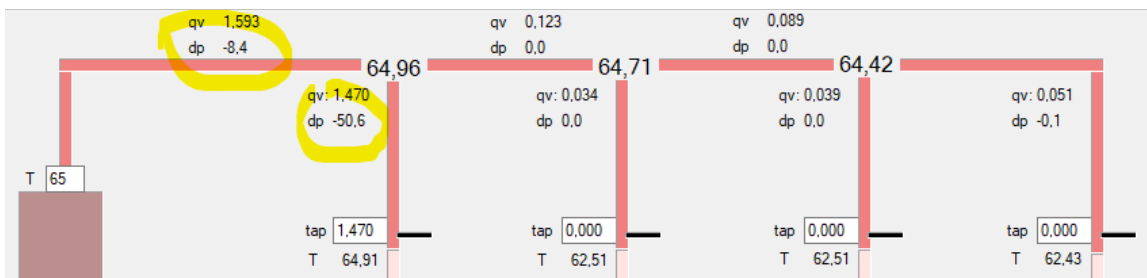 qv 1,593
dp -8,4
qv 0,123
dp 0,0
qv 0,089
dp 0,0
64,96
64,71
64,42
qv: 1,470
dp -50,6
qv: 0,034
dp 0,0
qv: 0,039
dp 0,0
qv: 0,051
dp -0,1
T 65
tap 1,470
T 64,91
tap 0,000
T 62,51
tap 0,000
T 62,51
tap 0,000
T 62,43